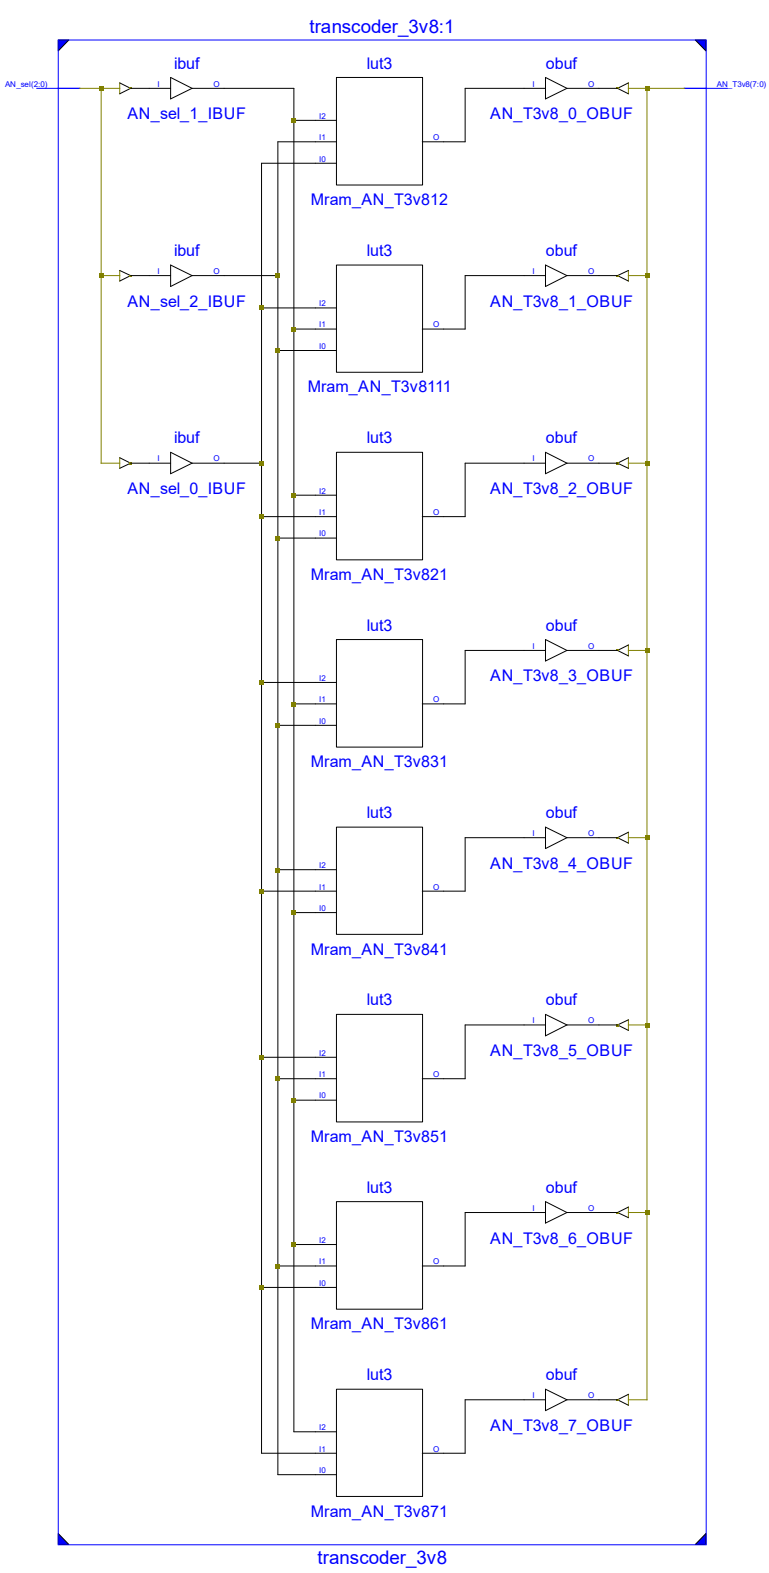 transcoder_3v8:1
ibuf
lut3
obuf
AN_sel(2:0)
I
O
I
O
AN_T3v8(7:0)
AN_sel_1_IBUF
AN_T3v8_0_OBUF
I2
I1
O
I0
Mram_AN_T3v812
ibuf
lut3
obuf
I
O
I
O
AN_sel_2_IBUF
AN_T3v8_1_OBUF
I2
I1
O
I0
Mram_AN_T3v8111
ibuf
lut3
obuf
I
O
I
O
AN_sel_0_IBUF
AN_T3v8_2_OBUF
I2
I1
O
I0
Mram_AN_T3v821
lut3
obuf
I
O
AN_T3v8_3_OBUF
I2
I1
O
I0
Mram_AN_T3v831
lut3
obuf
I
O
AN_T3v8_4_OBUF
I2
I1
O
I0
Mram_AN_T3v841
lut3
obuf
I
O
AN_T3v8_5_OBUF
I2
I1
O
I0
Mram_AN_T3v851
lut3
obuf
I
O
AN_T3v8_6_OBUF
I2
I1
O
I0
Mram_AN_T3v861
lut3
obuf
I
O
AN_T3v8_7_OBUF
I2
I1
O
I0
Mram_AN_T3v871
transcoder_3v8